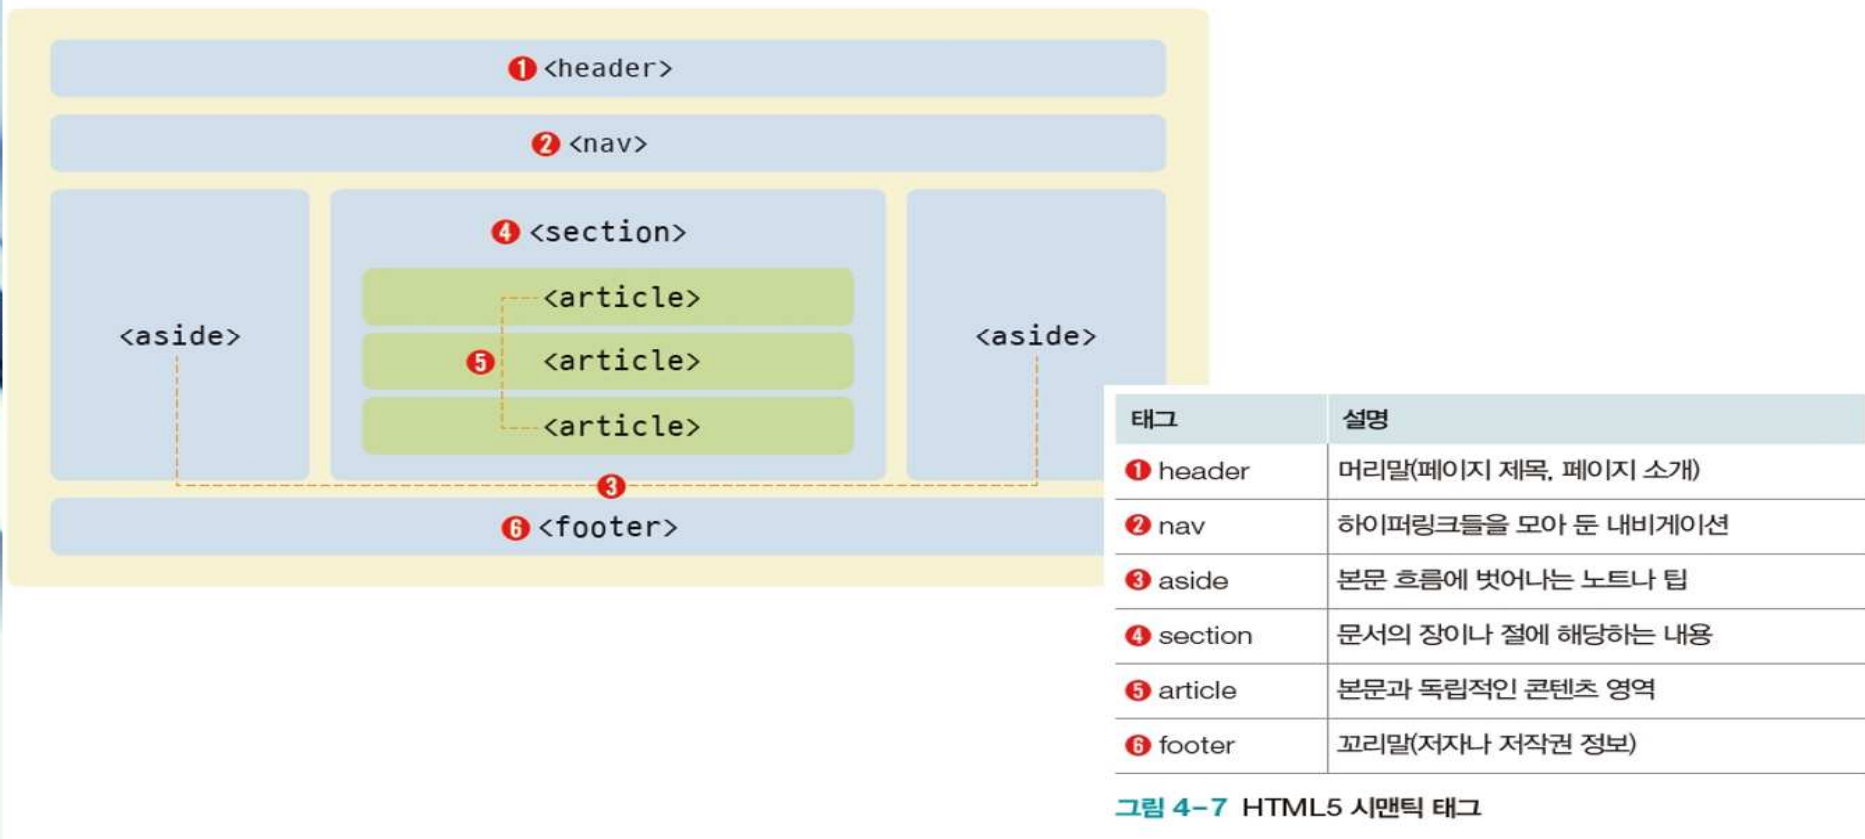 ❶ <header>
❷ <nav>
❹ <section>
<article>
<aside>
❺ <article>
<aside>
<article>
❸
❻ <footer>
태그 설명
❶ header 머리말(페이지 제목, 페이지 소개)
❷ nav 하이퍼링크들을 모아 둔 내비게이션
❸ aside 본문 흐름에 벗어나는 노트나 팁
❹ section 문서의 장이나 절에 해당하는 내용
❺ article 본문과 독립적인 콘텐츠 영역
❻ footer 꼬리말(저자나 저작권 정보)
그림 4-7 HTML5 시맨틱 태그